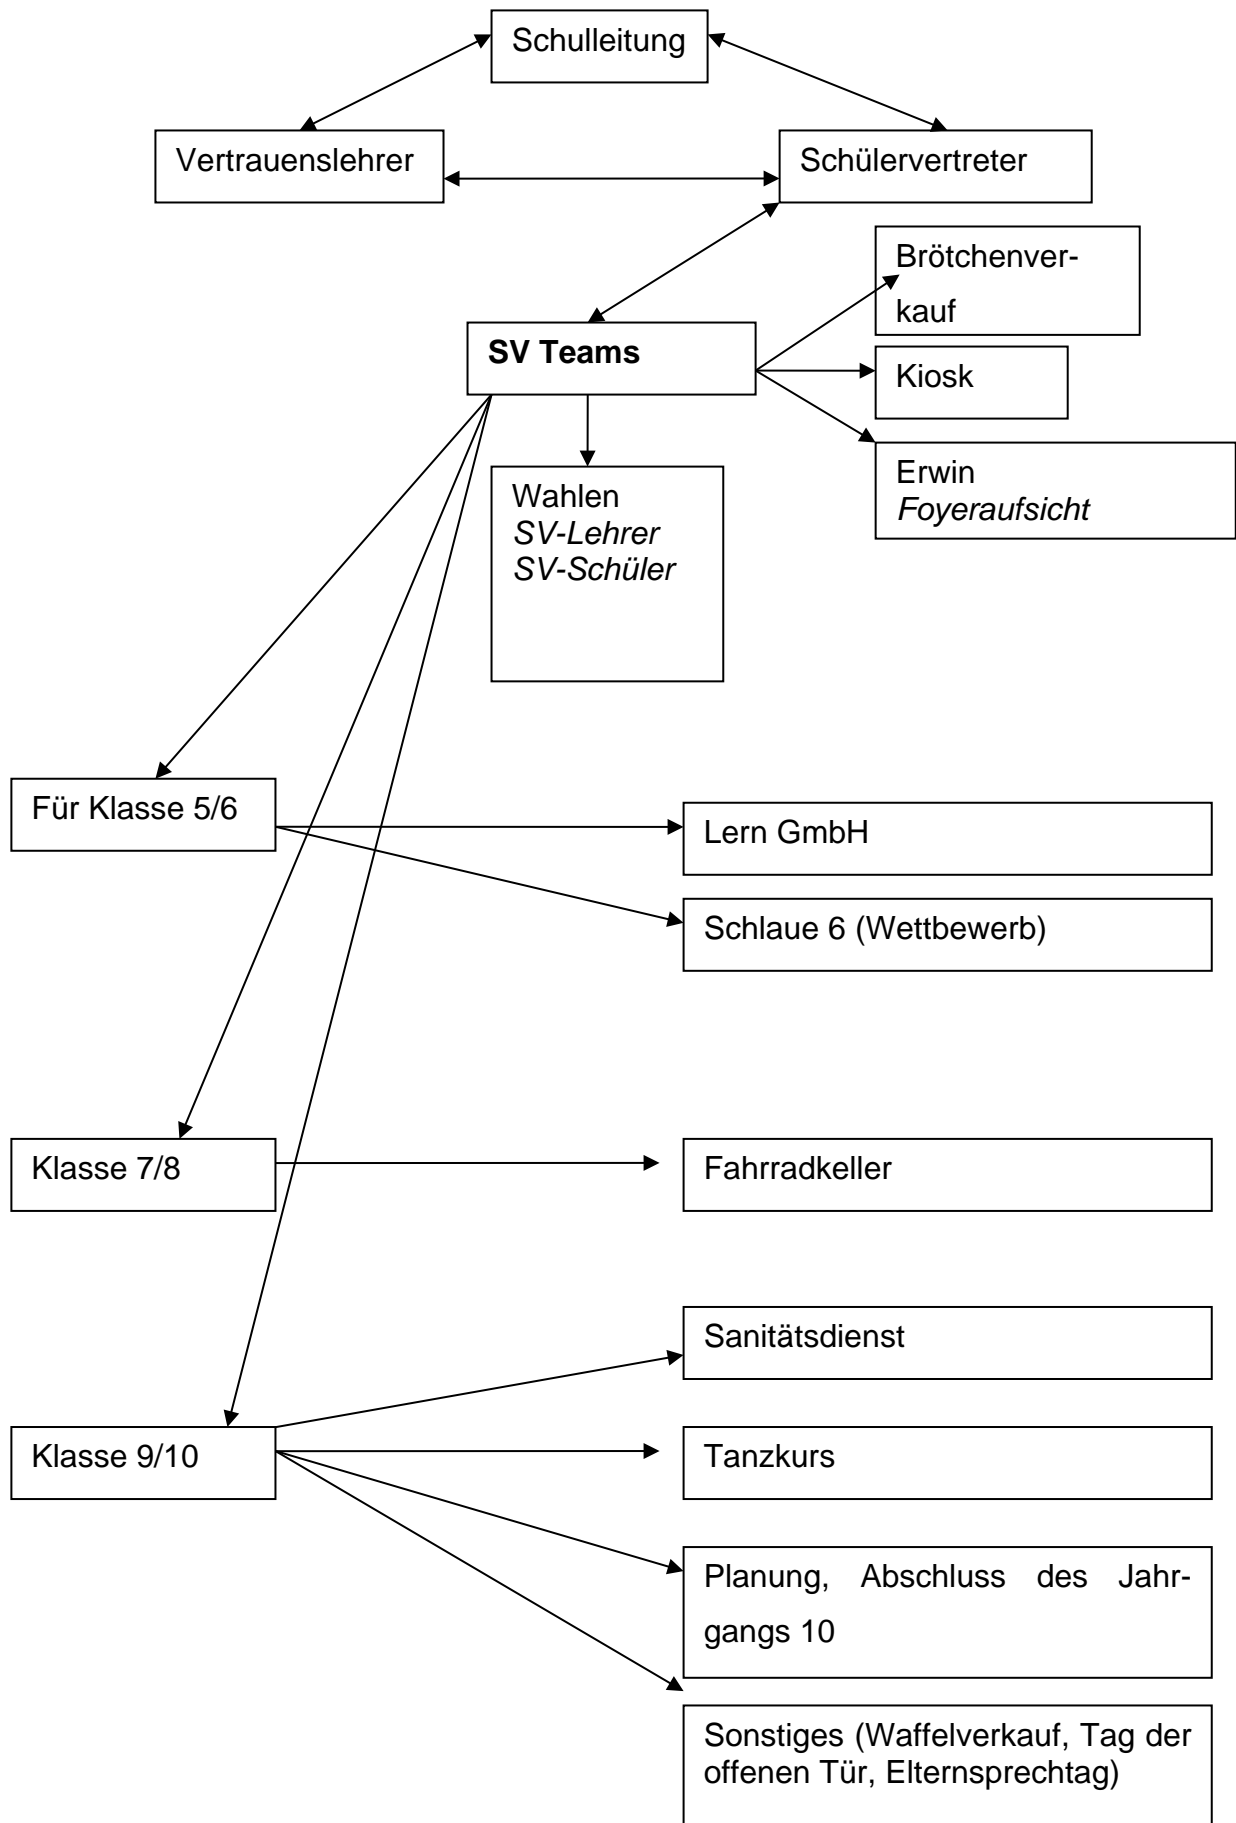 Schulleitung
Vertrauenslehrer
Schülervertreter
Brötchenver-
kauf
SV Teams
Kiosk
Erwin
Foyeraufsicht
Wahlen
SV-Lehrer
SV-Schüler
Für Klasse 5/6
Lern GmbH
Schlaue 6 (Wettbewerb)
Klasse 7/8
Fahrradkeller
Sanitätsdienst
Klasse 9/10
Tanzkurs
Planung, Abschluss des Jahr-
gangs 10
Sonstiges (Waffelverkauf, Tag der
offenen Tür, Elternsprechtag)